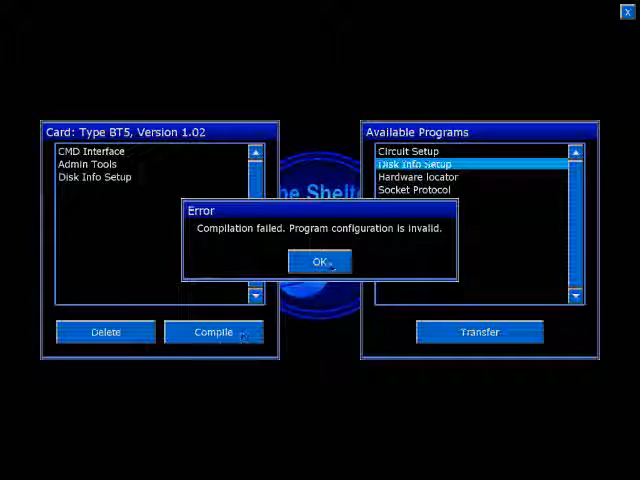 X
Card: Type BT5, Version 1.02
CMD Interface
Admin Tools
Disk Info Setup
Delete
Compile
Available Programs
Circuit Setup
Disk Info Setup
Hardware locator
Socket Protocol
Transfer
Error
Compilation failed. Program configuration is invalid.
OK